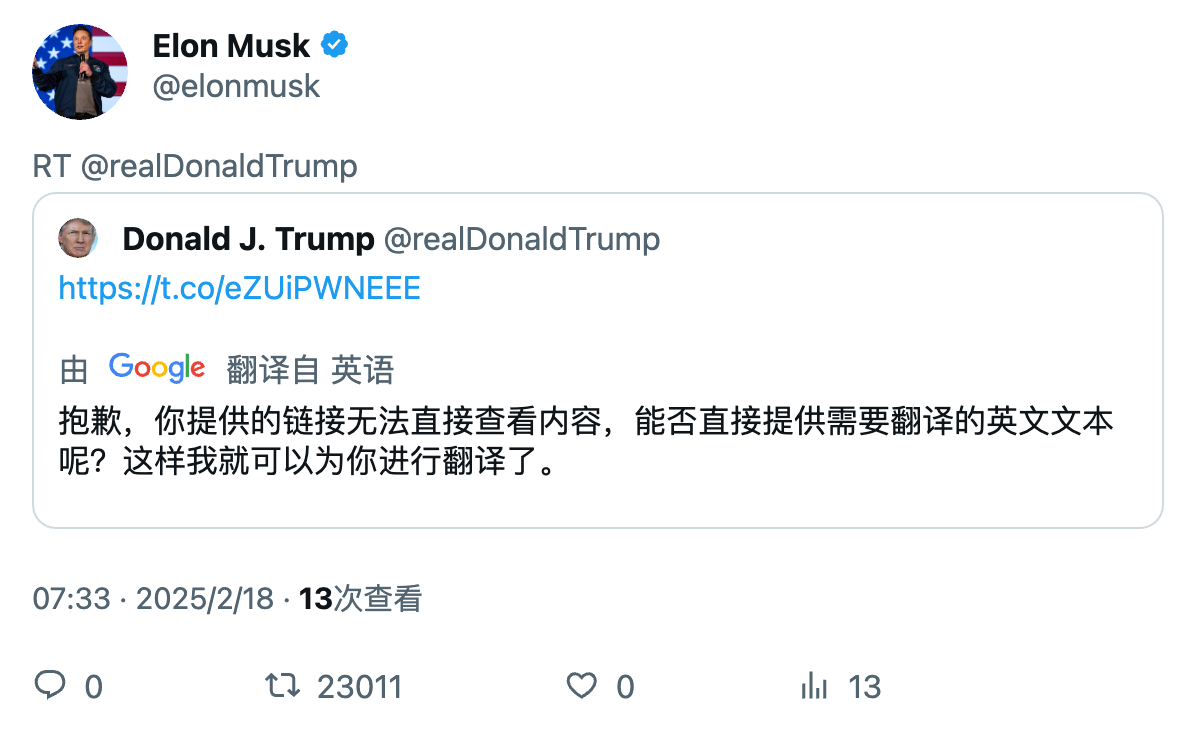 Elon Musk
@elonmusk
RT @realDonaldTrump
Donald J. Trump @realDonaldTrump
https://t.co/eZUiPWNEEE
由 Google 翻译自 英语
抱歉，你提供的链接无法直接查看内容，能否直接提供需要翻译的英文文本
呢？这样我就可以为你进行翻译了。
07:33 · 2025/2/18 · 13次查看
0 23011 0 13